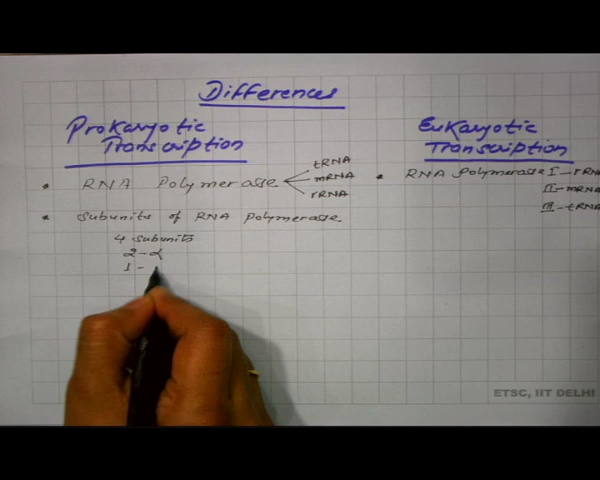 Differences
Prokaryotic
Transcription
Eukaryotic
Transcription
• RNA Polymerase
tRNA
mRNA
rRNA
• RNA Polymerase I - rRNA
II - mRNA
III - tRNA
• Subunits of RNA Polymerase.
4 subunits
2 - α
1 -
ETSC, IIT DELHI